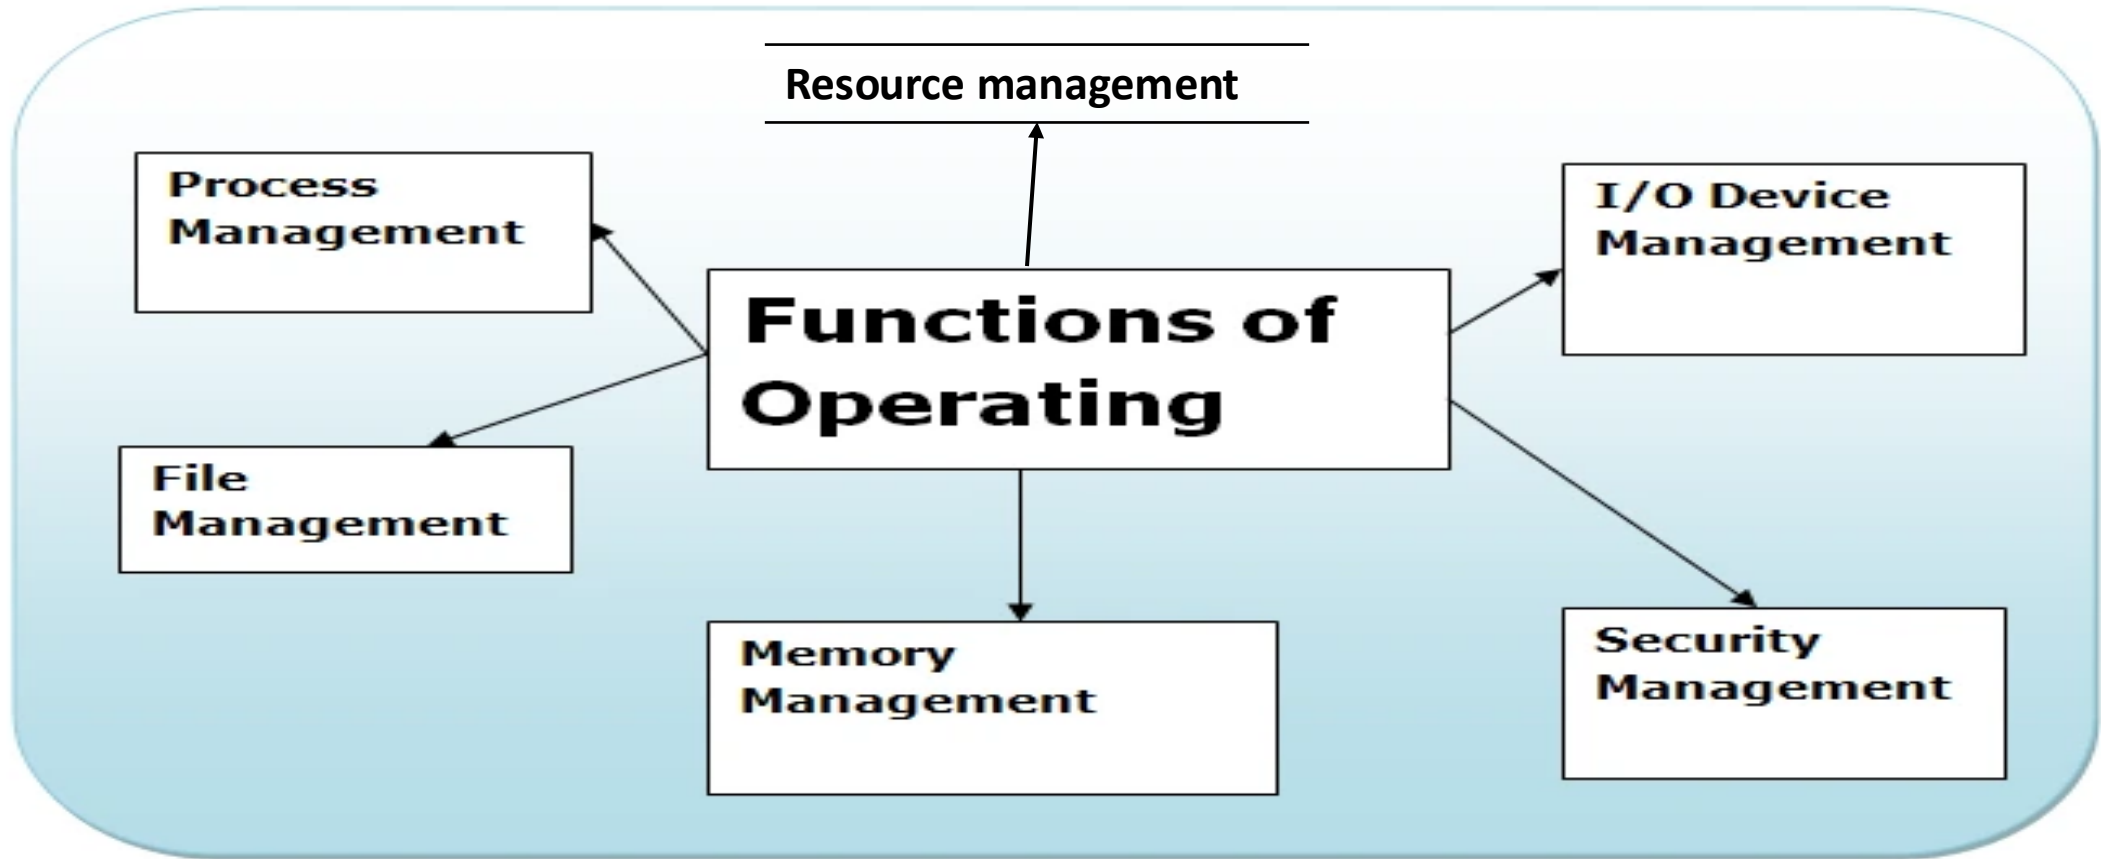 Resource management
Process
Management
I/O Device
Management
Functions of
Operating
File
Management
Memory
Management
Security
Management